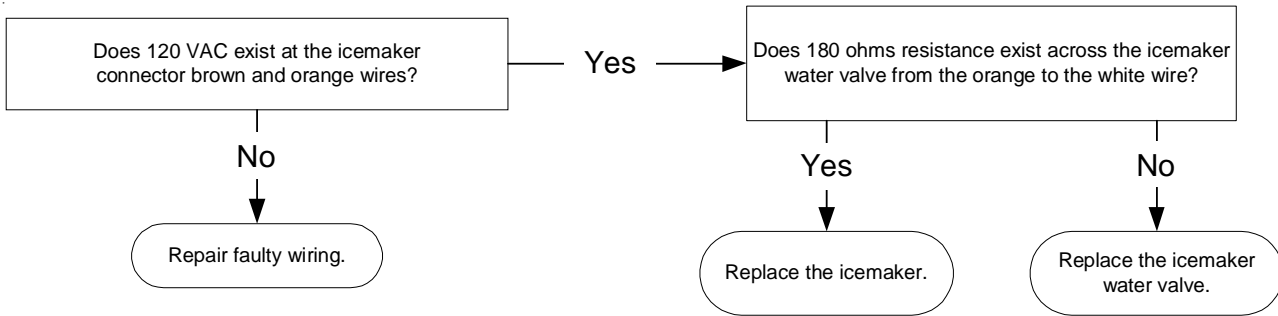 Does 120 VAC exist at the icemaker
connector brown and orange wires?
Yes
Does 180 ohms resistance exist across the icemaker
water valve from the orange to the white wire?
No
Repair faulty wiring.
Yes
No
Replace the icemaker.
Replace the icemaker
water valve.